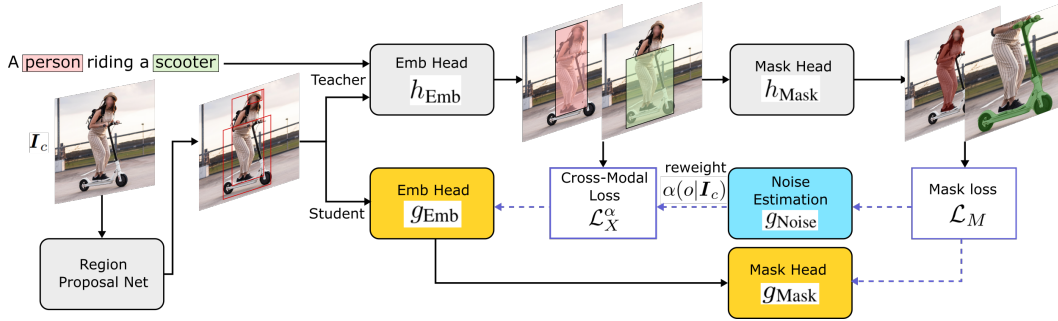 A person riding a scooter
Teacher
Emb Head
h_Emb
Mask Head
h_Mask
I_c
Student
Emb Head
g_Emb
Cross-Modal
Loss
ℒ_X^α
reweight
α(o|I_c)
Noise
Estimation
g_Noise
Mask loss
ℒ_M
Region
Proposal Net
Mask Head
g_Mask